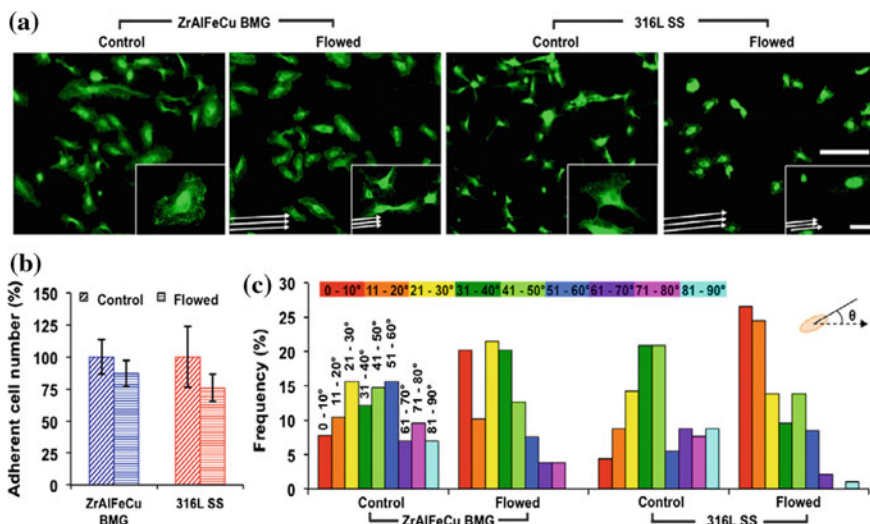 (a)
ZrAlFeCu BMG
316L SS
Control
Flowed
Control
Flowed
(b)
Adherent cell number (%)
150
125
100
75
50
25
0
Control
Flowed
ZrAlFeCu
BMG
316L SS
(c)
Frequency (%)
30
25
20
15
10
5
0
0 - 10° 11 - 20° 21 - 30° 31 - 40° 41 - 50° 51 - 60° 61 - 70° 71 - 80° 81 - 90°
θ
0 - 10°
11 - 20°
21 - 30°
31 - 40°
41 - 50°
51 - 60°
61 - 70°
71 - 80°
81 - 90°
Control
Flowed
Control
Flowed
ZrAlFeCu BMG
316L SS